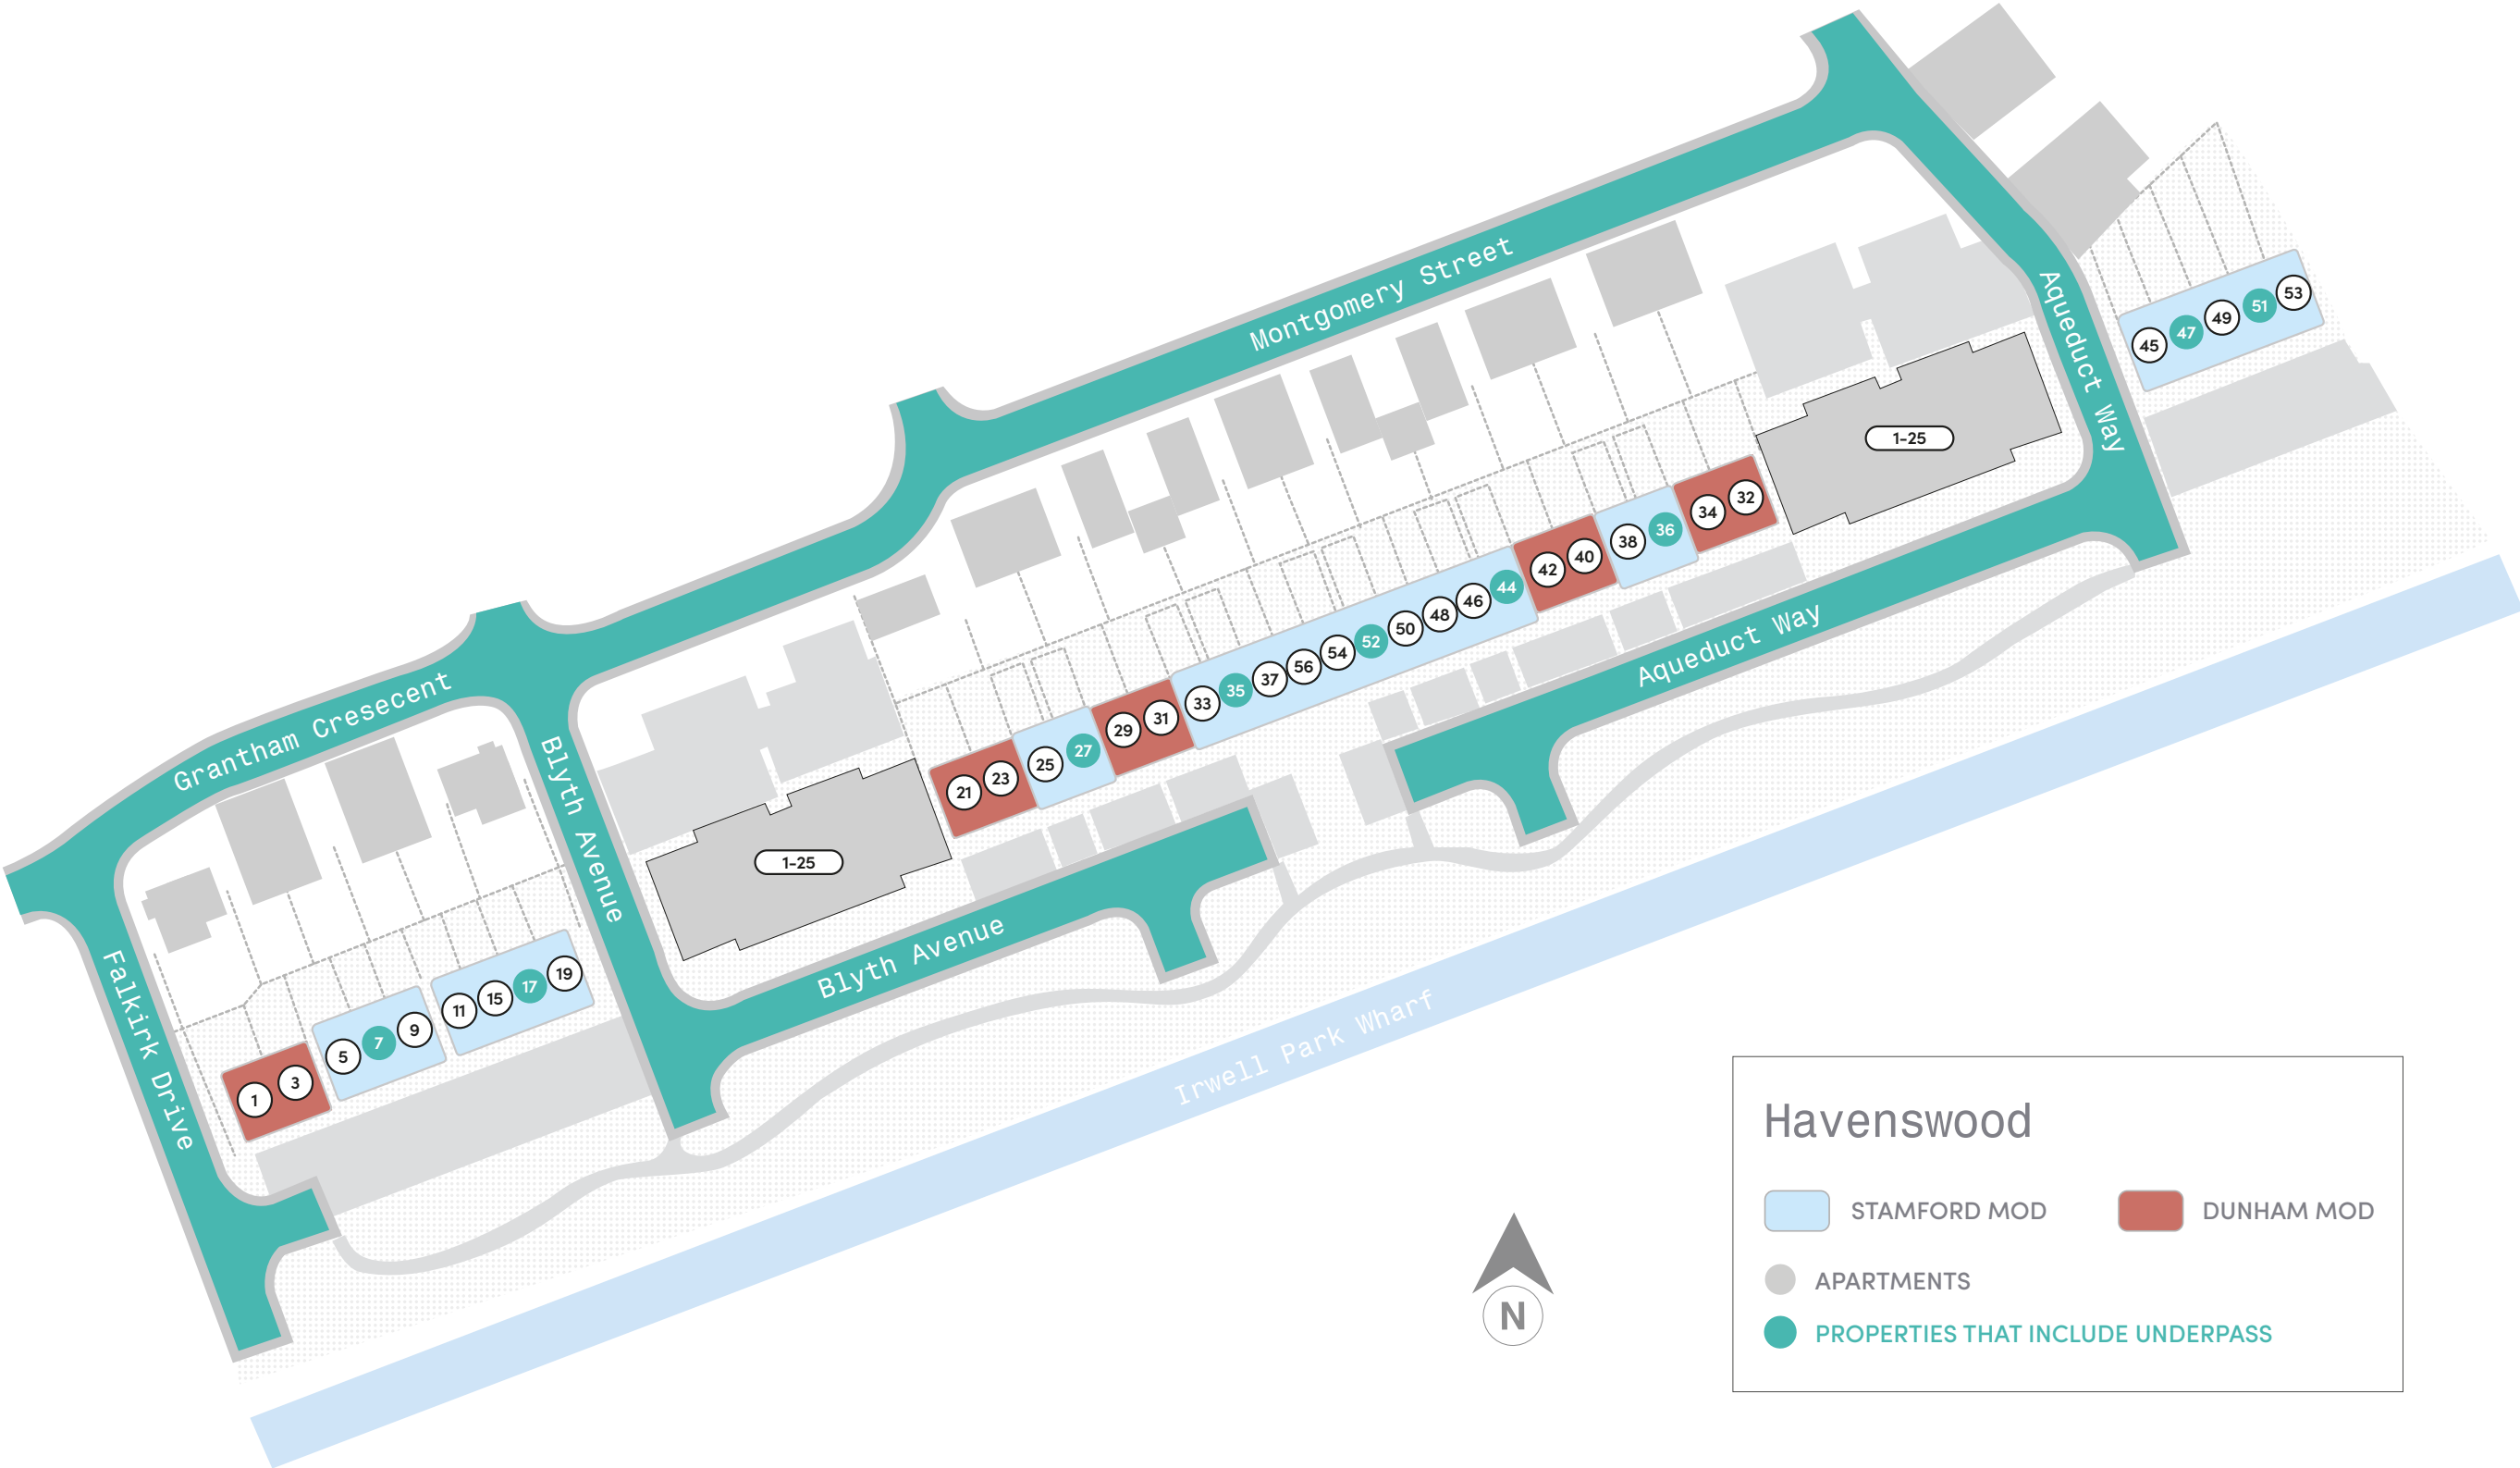 Montgomery Street
Aqueduct Way
45
47
49
51
53
1-25
32
34
36
38
40
42
44
46
48
50
52
54
56
37
35
33
31
29
27
25
23
21
Aqueduct Way
Grantham Cresecent
Blyth Avenue
1-25
Blyth Avenue
Falkirk Drive
1
3
5
7
9
11
15
17
19
Irwell Park Wharf
N
Havenswood
STAMFORD MOD
DUNHAM MOD
APARTMENTS
PROPERTIES THAT INCLUDE UNDERPASS